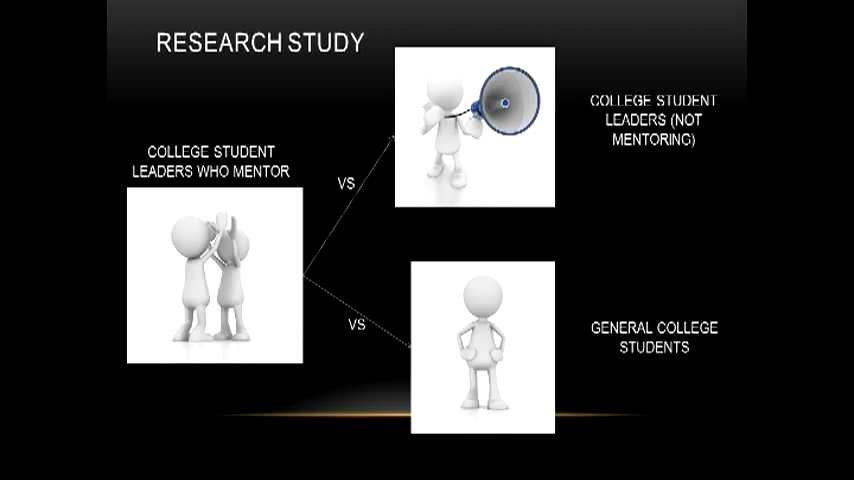 RESEARCH STUDY
COLLEGE STUDENT
LEADERS WHO MENTOR
VS
COLLEGE STUDENT
LEADERS (NOT
MENTORING)
VS
GENERAL COLLEGE
STUDENTS